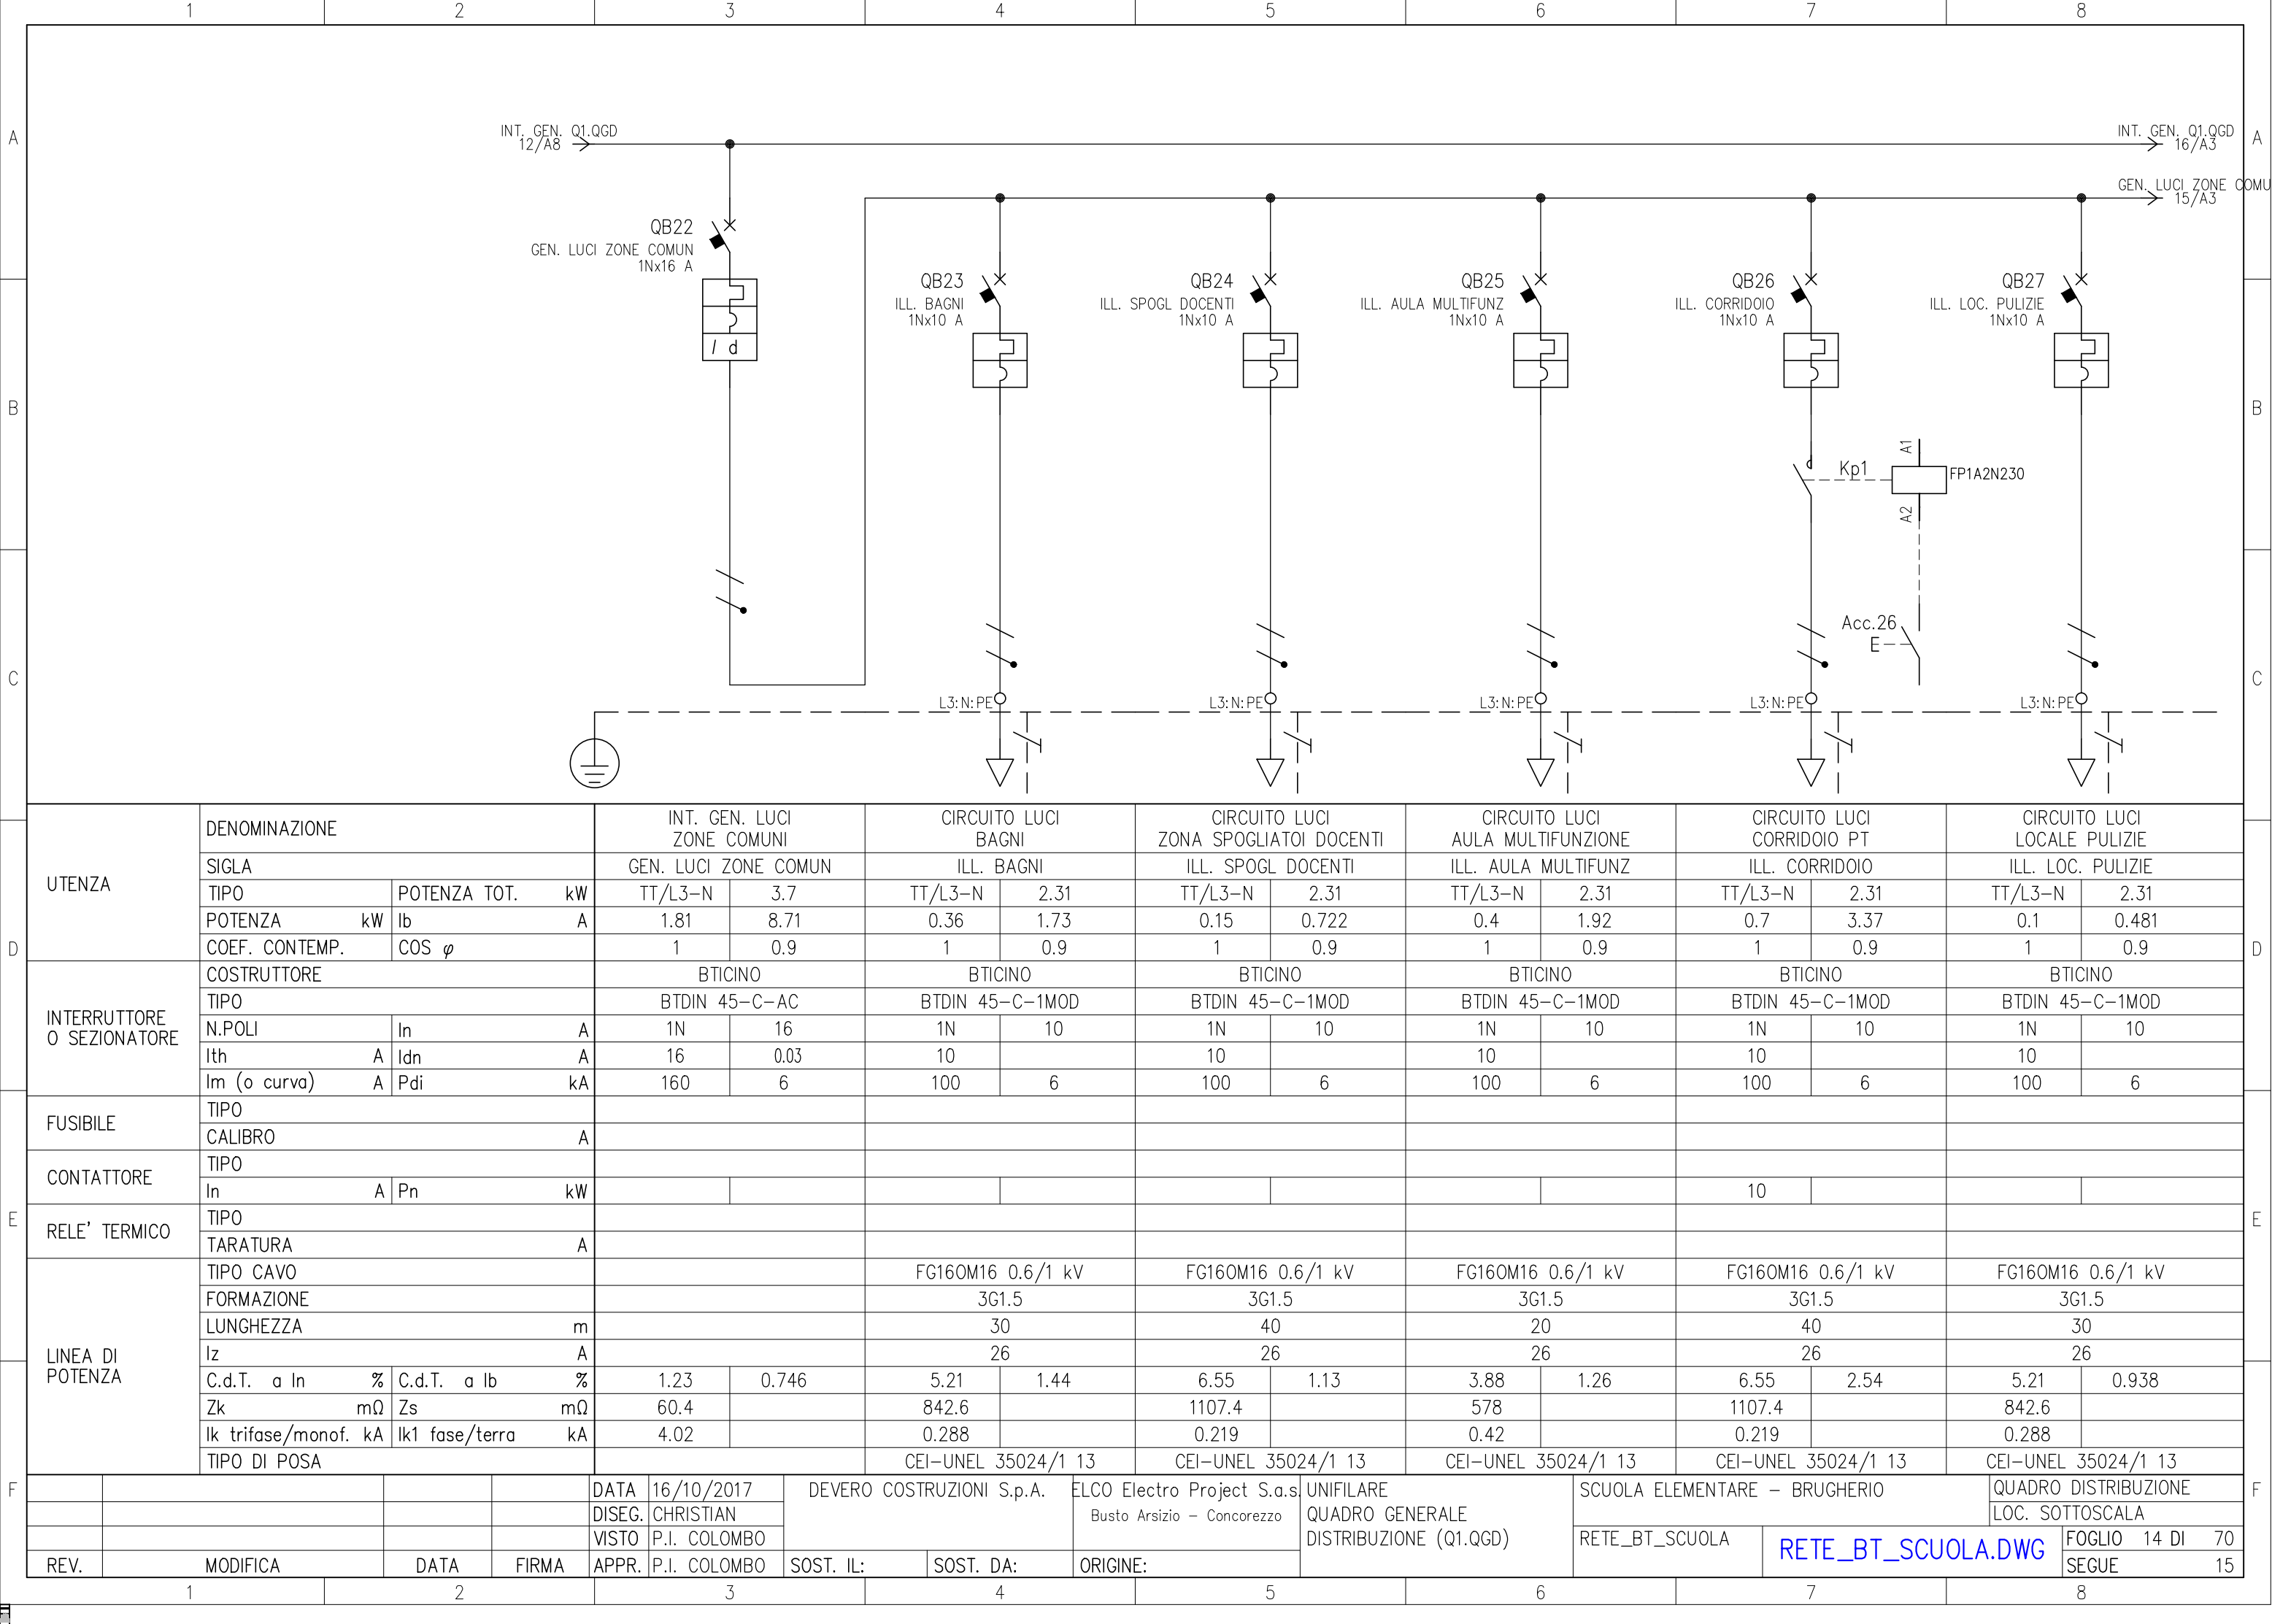 1 2 3 4 5 6 7 8
A A
B B
C C
D D
E E
F F
INT. GEN. Q1.QGD
12/A8
INT. GEN. Q1.QGD
16/A3
GEN. LUCI ZONE COMU
15/A3
QB22
GEN. LUCI ZONE COMUN
1Nx16 A
I d
QB23
ILL. BAGNI
1Nx10 A
QB24
ILL. SPOGL DOCENTI
1Nx10 A
QB25
ILL. AULA MULTIFUNZ
1Nx10 A
QB26
ILL. CORRIDOIO
1Nx10 A
QB27
ILL. LOC. PULIZIE
1Nx10 A
Kp1
A1
FP1A2N230
A2
Acc.26
E
L3:N:PE L3:N:PE L3:N:PE L3:N:PE L3:N:PE
UTENZA
DENOMINAZIONE
INT. GEN. LUCI CIRCUITO LUCI CIRCUITO LUCI CIRCUITO LUCI CIRCUITO LUCI CIRCUITO LUCI
ZONE COMUNI BAGNI ZONA SPOGLIATOI DOCENTI AULA MULTIFUNZIONE CORRIDOIO PT LOCALE PULIZIE
SIGLA GEN. LUCI ZONE COMUN ILL. BAGNI ILL. SPOGL DOCENTI ILL. AULA MULTIFUNZ ILL. CORRIDOIO ILL. LOC. PULIZIE
TIPO POTENZA TOT. kW TT/L3-N 3.7 TT/L3-N 2.31 TT/L3-N 2.31 TT/L3-N 2.31 TT/L3-N 2.31 TT/L3-N 2.31
POTENZA kW Ib A 1.81 8.71 0.36 1.73 0.15 0.722 0.4 1.92 0.7 3.37 0.1 0.481
COEF. CONTEMP. COS φ 1 0.9 1 0.9 1 0.9 1 0.9 1 0.9 1 0.9
INTERRUTTORE
O SEZIONATORE
COSTRUTTORE BTICINO BTICINO BTICINO BTICINO BTICINO BTICINO
TIPO BTDIN 45-C-AC BTDIN 45-C-1MOD BTDIN 45-C-1MOD BTDIN 45-C-1MOD BTDIN 45-C-1MOD BTDIN 45-C-1MOD
N.POLI In A 1N 16 1N 10 1N 10 1N 10 1N 10 1N 10
Ith A Idn A 16 0.03 10 10 10 10 10
Im (o curva) A Pdi kA 160 6 100 6 100 6 100 6 100 6 100 6
FUSIBILE
TIPO
CALIBRO A
CONTATTORE
TIPO
In A Pn kW 10
RELE' TERMICO
TIPO
TARATURA A
LINEA DI
POTENZA
TIPO CAVO FG16OM16 0.6/1 kV FG16OM16 0.6/1 kV FG16OM16 0.6/1 kV FG16OM16 0.6/1 kV FG16OM16 0.6/1 kV
FORMAZIONE 3G1.5 3G1.5 3G1.5 3G1.5 3G1.5
LUNGHEZZA m 30 40 20 40 30
Iz A 26 26 26 26 26
C.d.T. a In % C.d.T. a Ib % 1.23 0.746 5.21 1.44 6.55 1.13 3.88 1.26 6.55 2.54 5.21 0.938
Zk mΩ Zs mΩ 60.4 842.6 1107.4 578 1107.4 842.6
Ik trifase/monof. kA Ik1 fase/terra kA 4.02 0.288 0.219 0.42 0.219 0.288
TIPO DI POSA CEI-UNEL 35024/1 13 CEI-UNEL 35024/1 13 CEI-UNEL 35024/1 13 CEI-UNEL 35024/1 13 CEI-UNEL 35024/1 13
REV. MODIFICA DATA FIRMA
DATA 16/10/2017
DISEG. CHRISTIAN
VISTO P.I. COLOMBO
APPR. P.I. COLOMBO
DEVERO COSTRUZIONI S.p.A.
SOST. IL: SOST. DA:
ELCO Electro Project S.a.s.
Busto Arsizio - Concorezzo
ORIGINE:
UNIFILARE
QUADRO GENERALE
DISTRIBUZIONE (Q1.QGD)
SCUOLA ELEMENTARE - BRUGHERIO
RETE_BT_SCUOLA
RETE_BT_SCUOLA.DWG
QUADRO DISTRIBUZIONE
LOC. SOTTOSCALA
FOGLIO 14 DI 70
SEGUE 15
1 2 3 4 5 6 7 8